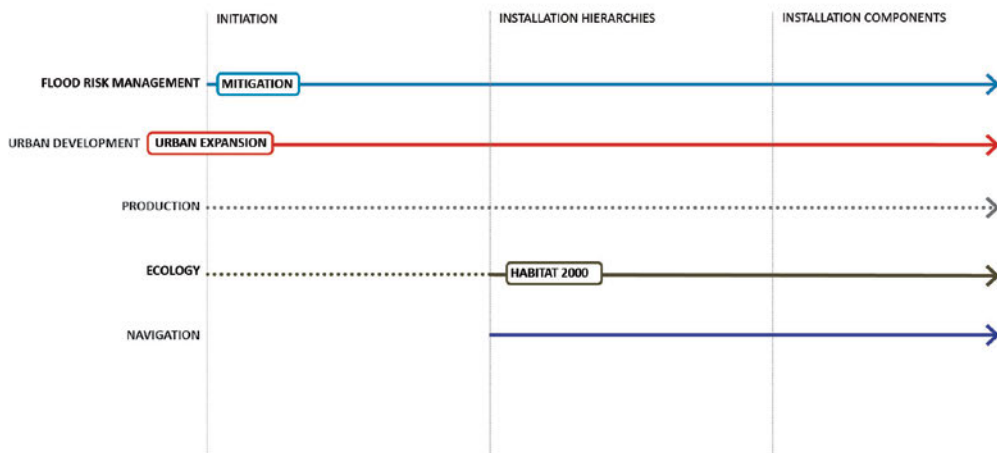 INITIATION
INSTALLATION HIERARCHIES
INSTALLATION COMPONENTS
FLOOD RISK MANAGEMENT
MITIGATION
URBAN DEVELOPMENT
URBAN EXPANSION
PRODUCTION
ECOLOGY
HABITAT 2000
NAVIGATION